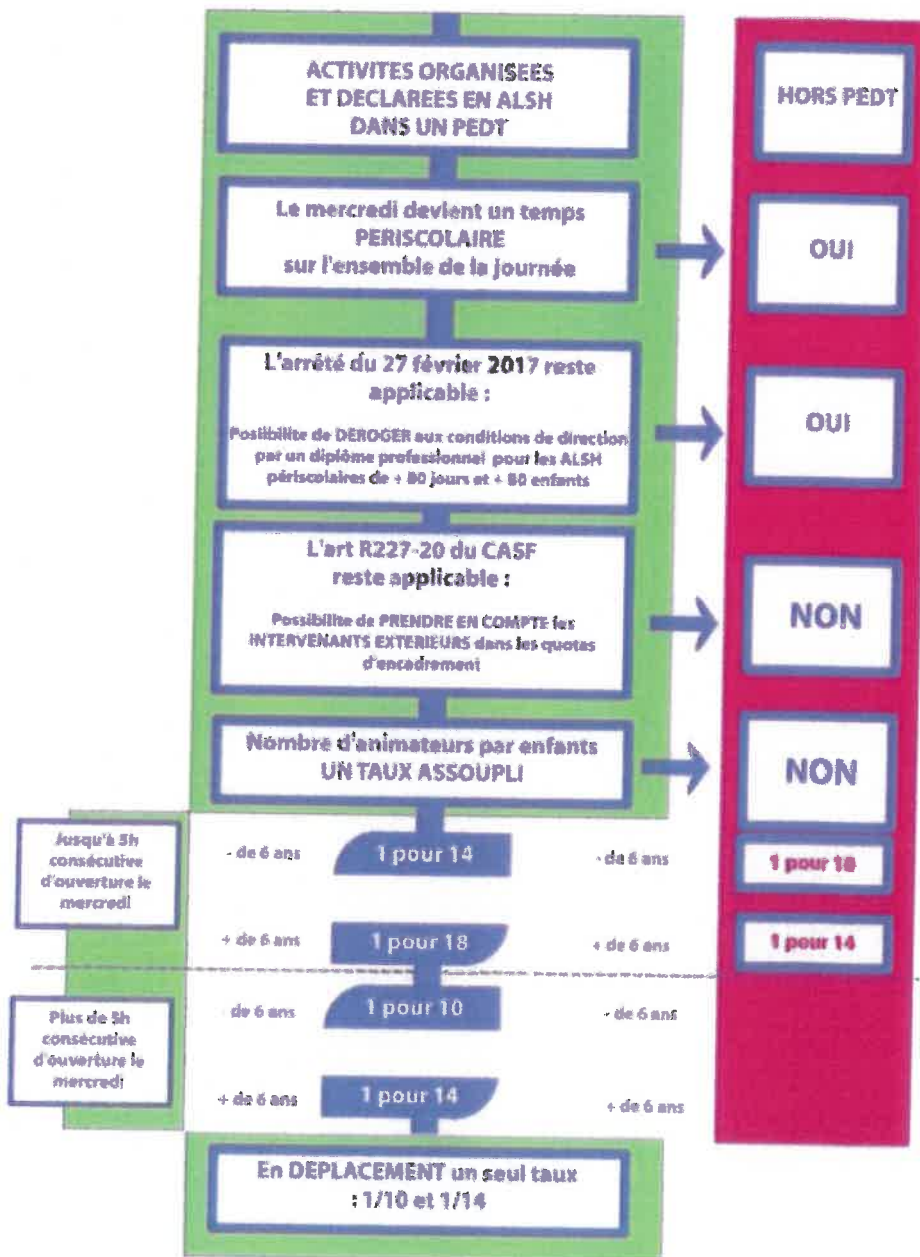 ACTIVITES ORGANISEES
ET DECLAREES EN ALSH
DANS UN PEDT
HORS PEDT
Le mercredi devient un temps
PERISCOLAIRE
sur l'ensemble de la journée
OUI
L'arrêté du 27 février 2017 reste
applicable :
Possibilite de DEROGER aux conditions de direction
par un diplôme professionnel pour les ALSH
périscolaires de + 80 jours et + 80 enfants
OUI
L'art R227-20 du CASF
reste applicable :
Possibilite de PRENDRE EN COMPTE les
INTERVENANTS EXTERIEURS dans les quotas
d'encadrement
NON
Nombre d'animateurs par enfants
UN TAUX ASSOUPLI
NON
Jusqu'à 5h
consécutive
d'ouverture le
mercredi
- de 6 ans
1 pour 14
- de 6 ans
1 pour 10
+ de 6 ans
1 pour 18
+ de 6 ans
1 pour 14
Plus de 5h
consécutive
d'ouverture le
mercredi
- de 6 ans
1 pour 10
- de 6 ans
+ de 6 ans
1 pour 14
+ de 6 ans
En DEPLACEMENT un seul taux
: 1/10 et 1/14